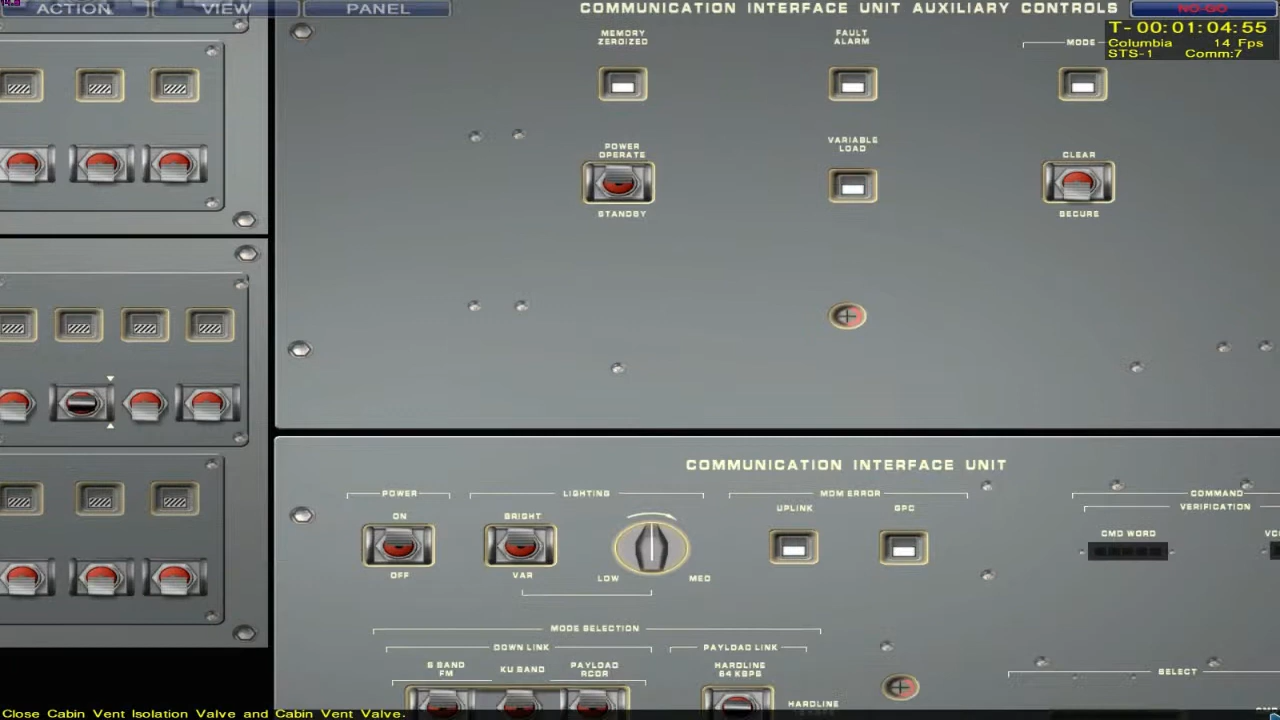 ACTION VIEW PANEL
COMMUNICATION INTERFACE UNIT AUXILIARY CONTROLS
NO-GO
T-00:01:04:55
Columbia 14 Fps
STS-1 Comm:7
MEMORY
ZEROIZED
FAULT
ALARM
MODE
POWER
OPERATE
STANDBY
VARIABLE
LOAD
CLEAR
SECURE
COMMUNICATION INTERFACE UNIT
POWER
ON
OFF
LIGHTING
BRIGHT
VAR
LOW
MED
MDM ERROR
UPLINK
GPC
COMMAND
VERIFICATION
CMD WORD
MODE SELECTION
DOWN LINK
S BAND
FM
KU BAND
PAYLOAD
RCDR
PAYLOAD LINK
HARDLINE
64 KBPS
HARDLINE
SELECT
Close Cabin Vent Isolation Valve and Cabin Vent Valve.